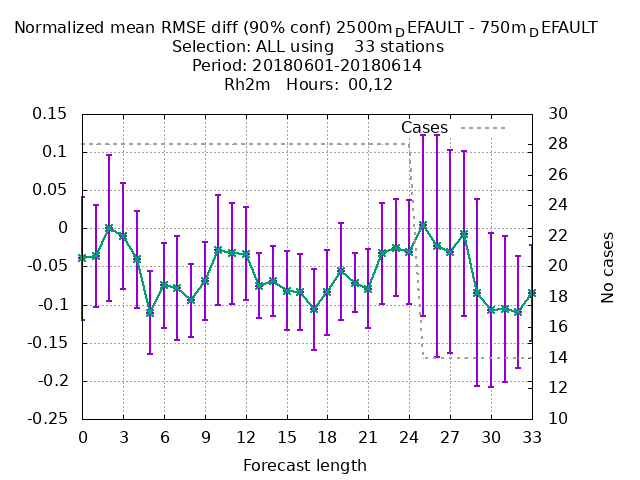 Normalized mean RMSE diff (90% conf) 2500m_DEFAULT - 750m_DEFAULT
Selection: ALL using    33 stations
Period: 20180601-20180614
Rh2m   Hours:  00,12
Cases
0.15
0.1
0.05
0
-0.05
-0.1
-0.15
-0.2
-0.25
30
28
26
24
22
20
18
16
14
12
10
No cases
0 3 6 9 12 15 18 21 24 27 30 33
Forecast length